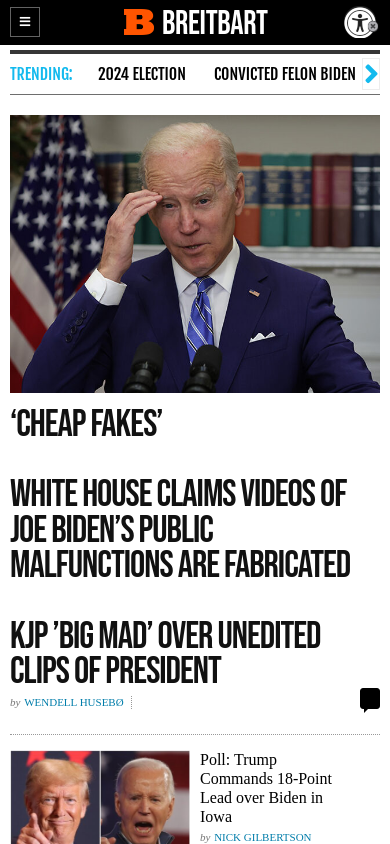 BREITBART
TRENDING:
2024 ELECTION
CONVICTED FELON BIDEN
‘CHEAP FAKES’
WHITE HOUSE CLAIMS VIDEOS OF
JOE BIDEN’S PUBLIC
MALFUNCTIONS ARE FABRICATED
KJP ’BIG MAD’ OVER UNEDITED
CLIPS OF PRESIDENT
by WENDELL HUSEBØ
Poll: Trump
Commands 18-Point
Lead over Biden in
Iowa
by NICK GILBERTSON